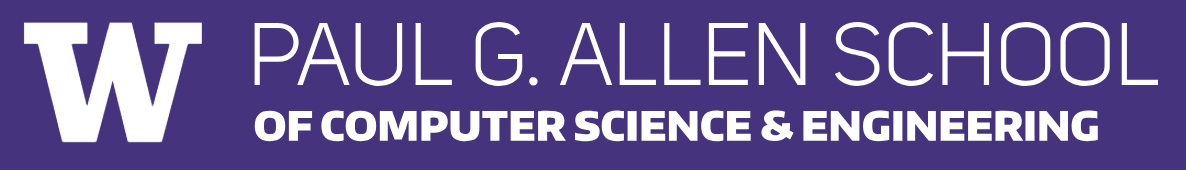 W
PAUL G. ALLEN SCHOOL
OF COMPUTER SCIENCE & ENGINEERING